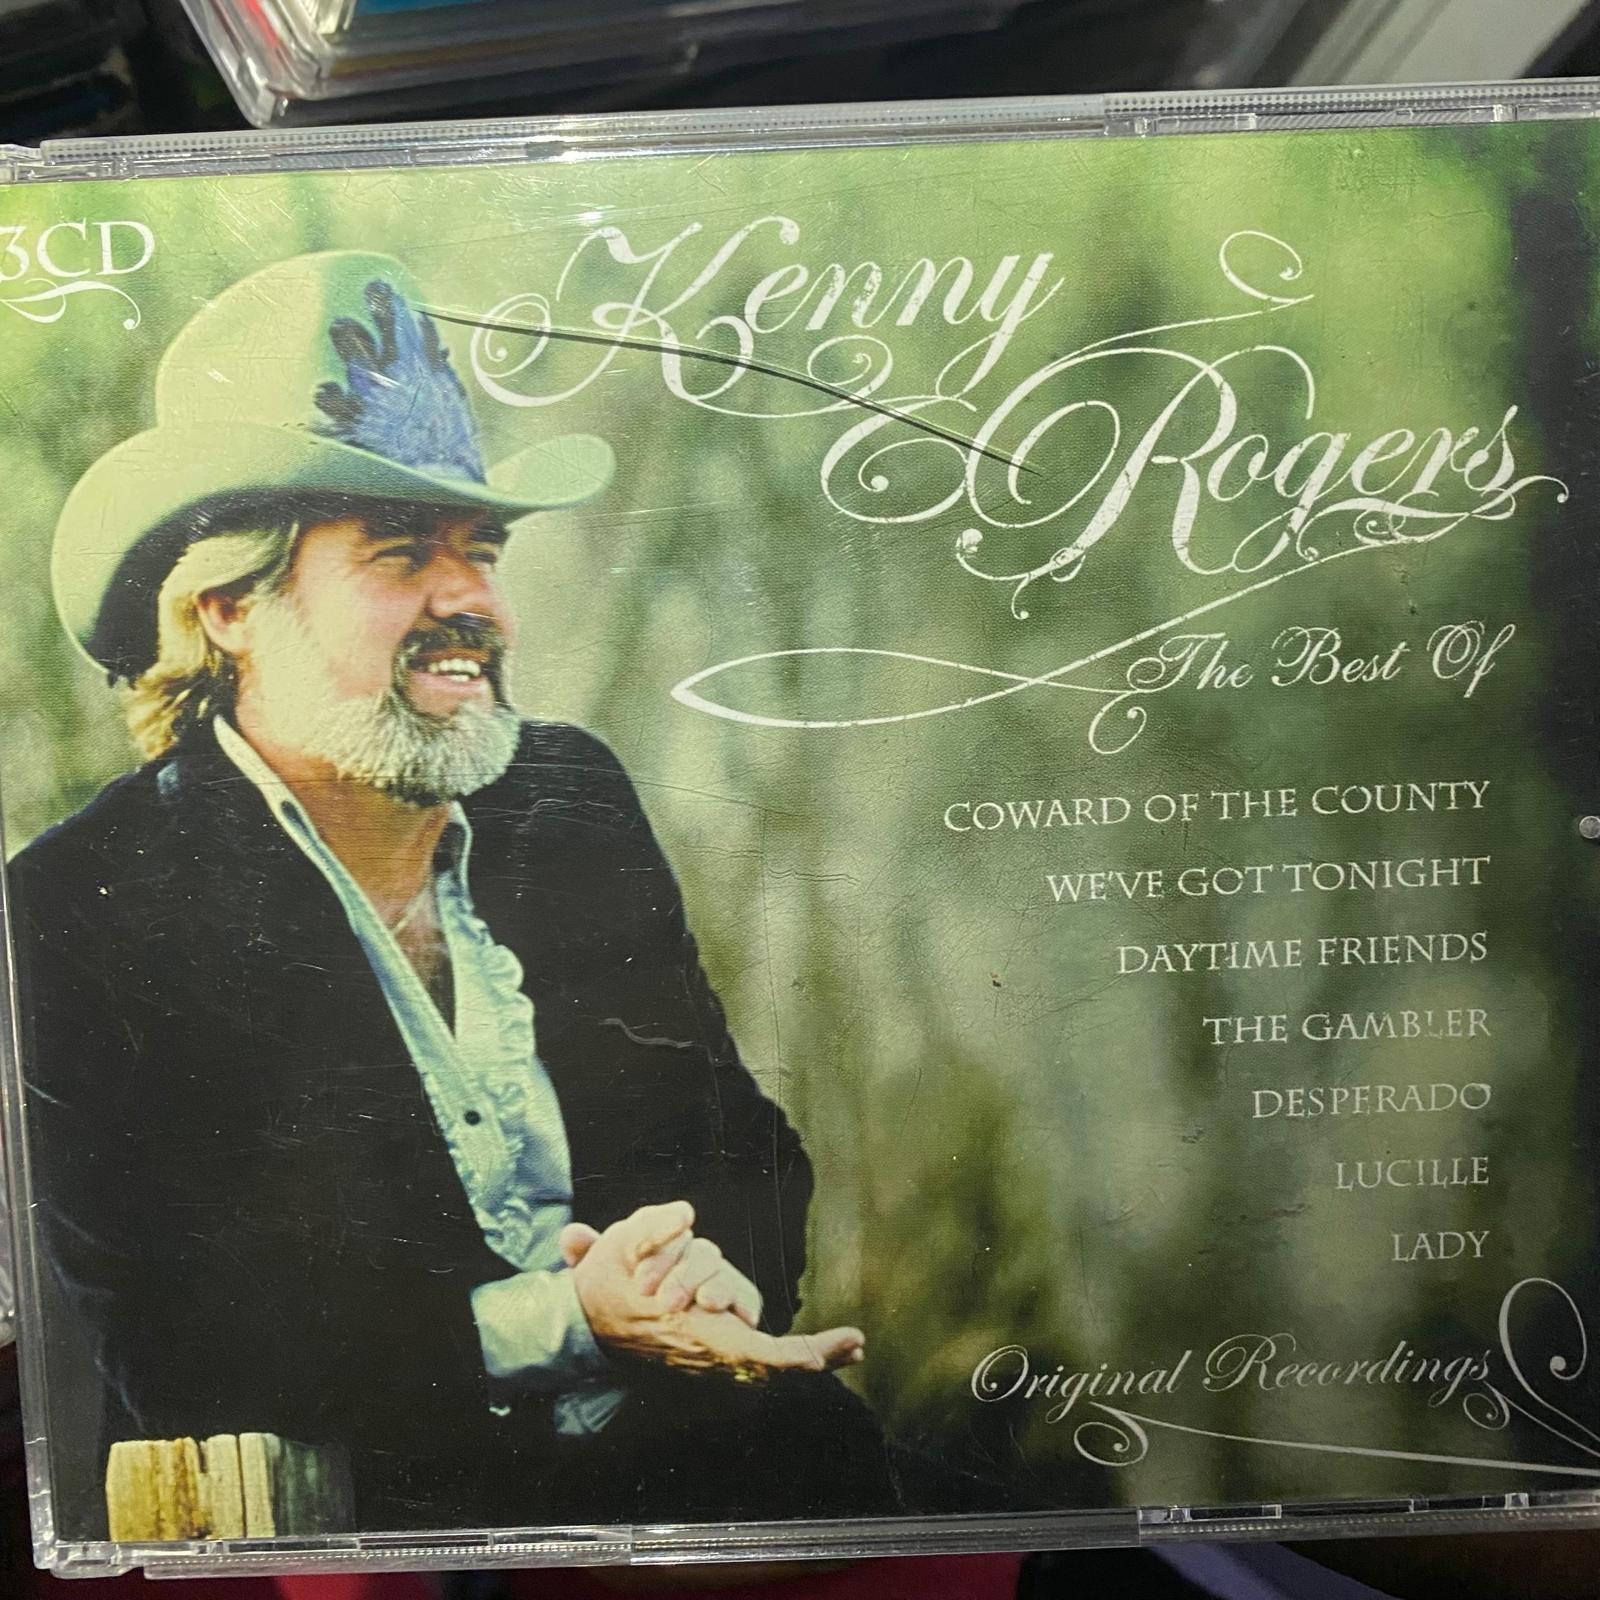 3CD
Kenny
Rogers
The Best Of
COWARD OF THE COUNTY
WE'VE GOT TONIGHT
DAYTIME FRIENDS
THE GAMBLER
DESPERADO
LUCILLE
LADY
Original Recordings